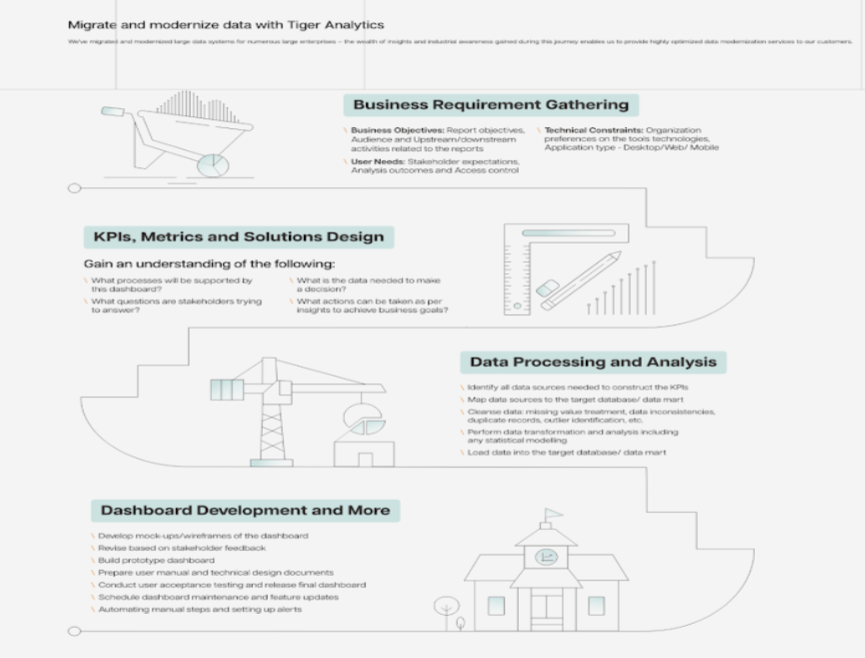 Migrate and modernize data with Tiger Analytics
We've migrated and modernized large data systems for numerous large enterprises – the wealth of insights and industrial awareness gained during this journey enables us to provide highly optimized data modernization services to our customers.
Business Requirement Gathering
\ Business Objectives: Report objectives,
Audience and Upstream/downstream
activities related to the reports
\ User Needs: Stakeholder expectations,
Analysis outcomes and Access control
\ Technical Constraints: Organization
preferences on the tools technologies,
Application type - Desktop/Web/ Mobile
KPIs, Metrics and Solutions Design
Gain an understanding of the following:
\ What processes will be supported by
this dashboard?
\ What questions are stakeholders trying
to answer?
\ What is the data needed to make
a decision?
\ What actions can be taken as per
insights to achieve business goals?
Data Processing and Analysis
\ Identify all data sources needed to construct the KPIs
\ Map data sources to the target database/ data mart
\ Cleanse data: missing value treatment, data inconsistencies,
duplicate records, outlier identification, etc.
\ Perform data transformation and analysis including
any statistical modelling
\ Load data into the target database/ data mart
Dashboard Development and More
\ Develop mock-ups/wireframes of the dashboard
\ Revise based on stakeholder feedback
\ Build prototype dashboard
\ Prepare user manual and technical design documents
\ Conduct user acceptance testing and release final dashboard
\ Schedule dashboard maintenance and feature updates
\ Automating manual steps and setting up alerts